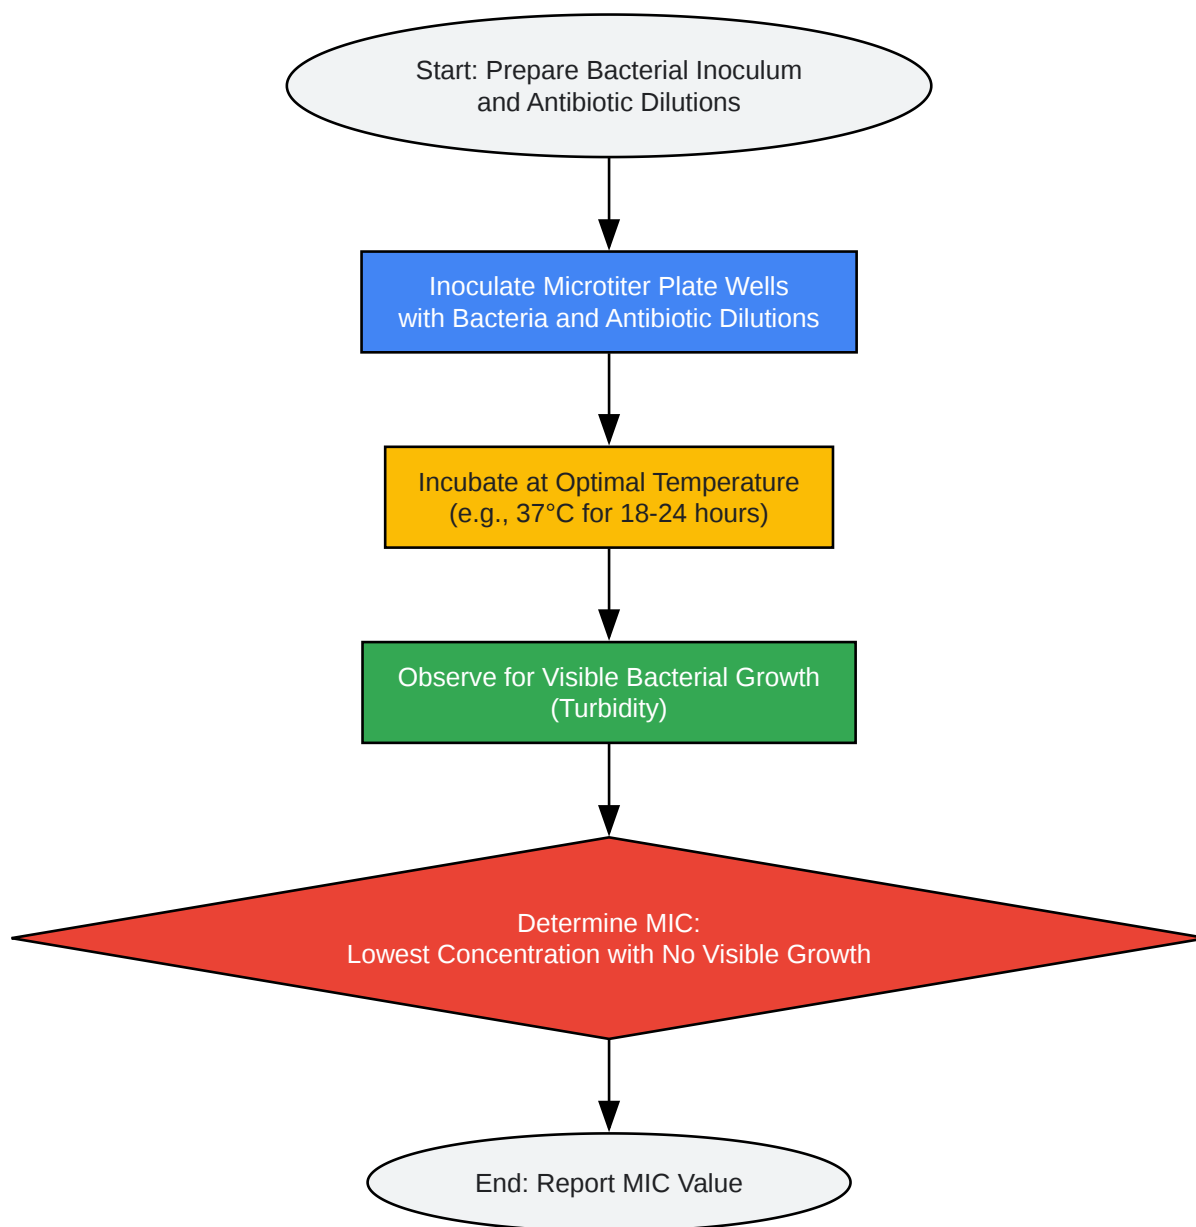 Start: Prepare Bacterial Inoculum
and Antibiotic Dilutions
Inoculate Microtiter Plate Wells
with Bacteria and Antibiotic Dilutions
Incubate at Optimal Temperature
(e.g., 37°C for 18-24 hours)
Observe for Visible Bacterial Growth
(Turbidity)
Determine MIC:
Lowest Concentration with No Visible Growth
End: Report MIC Value